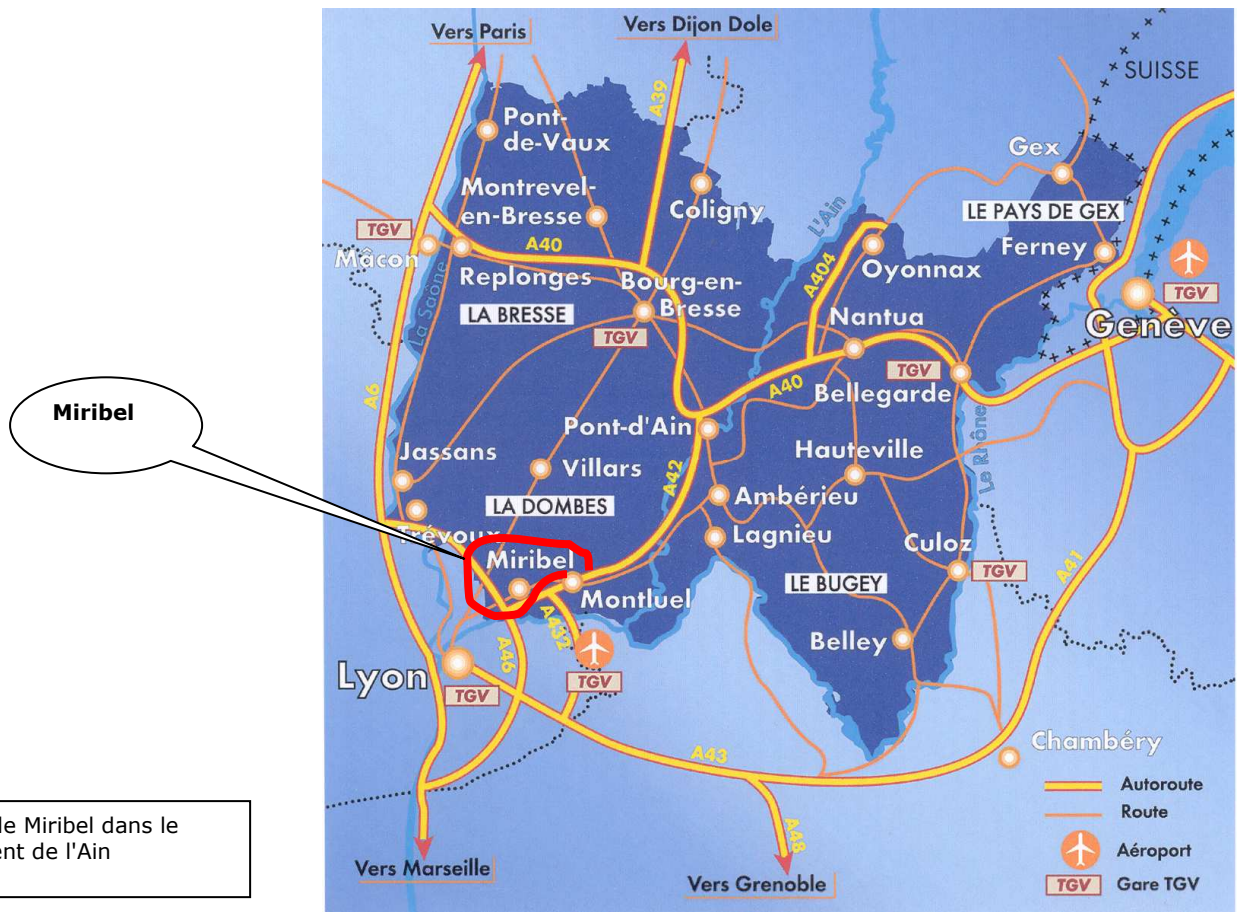 Vers Paris
Vers Dijon Dole
SUISSE
A39
Pont-
de-Vaux
Gex
Montrevel-
en-Bresse
Coligny
L'Ain
LE PAYS DE GEX
TGV
Mâcon
A40
Replonges
Bourg-en-
Bresse
A404
Oyonnax
Ferney
TGV
Genève
La Saône
LA BRESSE
TGV
Nantua
TGV
Bellegarde
A6
A40
Miribel
Pont-d'Ain
Le Rhône
Jassans
Villars
A42
Hauteville
LA DOMBES
Ambérieu
Trévoux
Lagnieu
Culoz
Miribel
A41
TGV
Montluel
LE BUGEY
A432
A46
Belley
Lyon
TGV
TGV
A43
Chambéry
Autoroute
Route
A48
de Miribel dans le
ent de l'Ain
Aéroport
Vers Marseille
Vers Grenoble
TGV Gare TGV